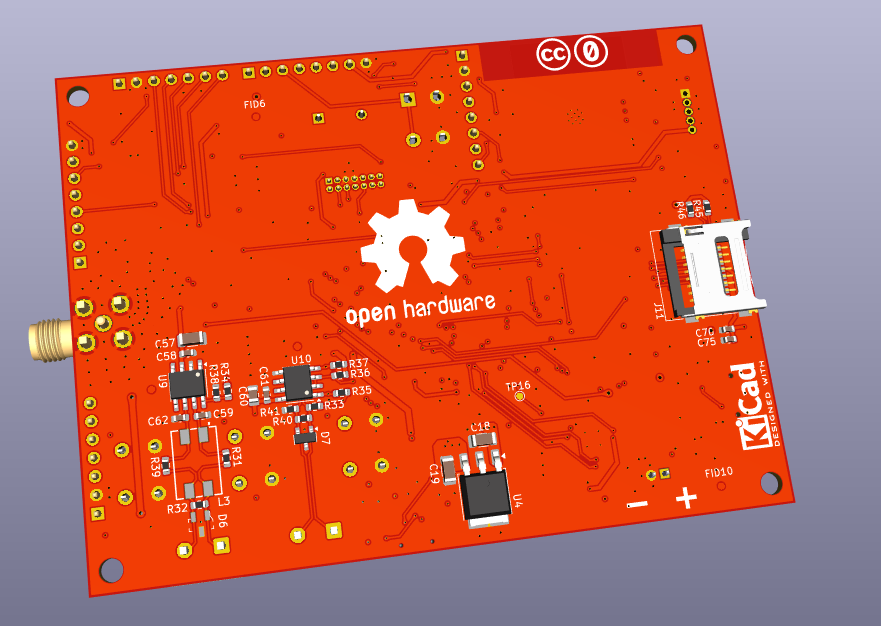 cc 0
FID6
R46
R45
J11
open hardware
C57
C58
U9
R38
R34
C60
C61
U10
R37
R36
R35
R33
R41
R40
D7
C62
C59
C70
C75
TP16
KiCad
DESIGNED WITH
R39
R31
L3
R32
D6
C18
C19
U4
FID10
- +